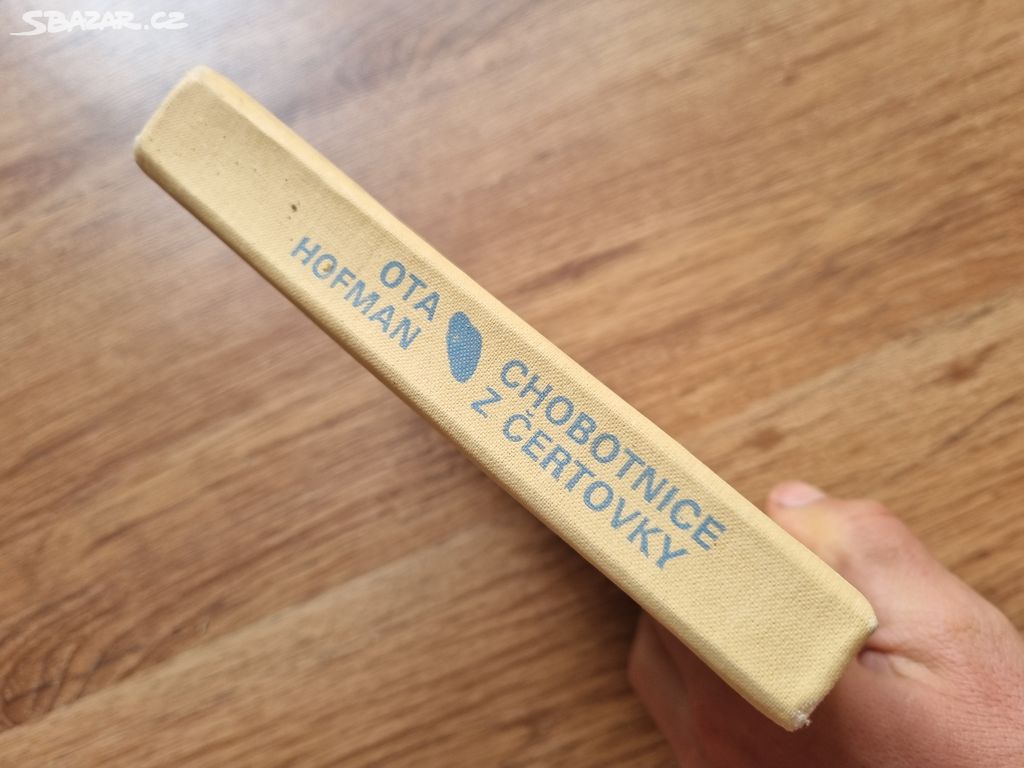 SBAZAR.CZ
OTA
HOFMAN
CHOBOTNICE
Z ČERTOVKY